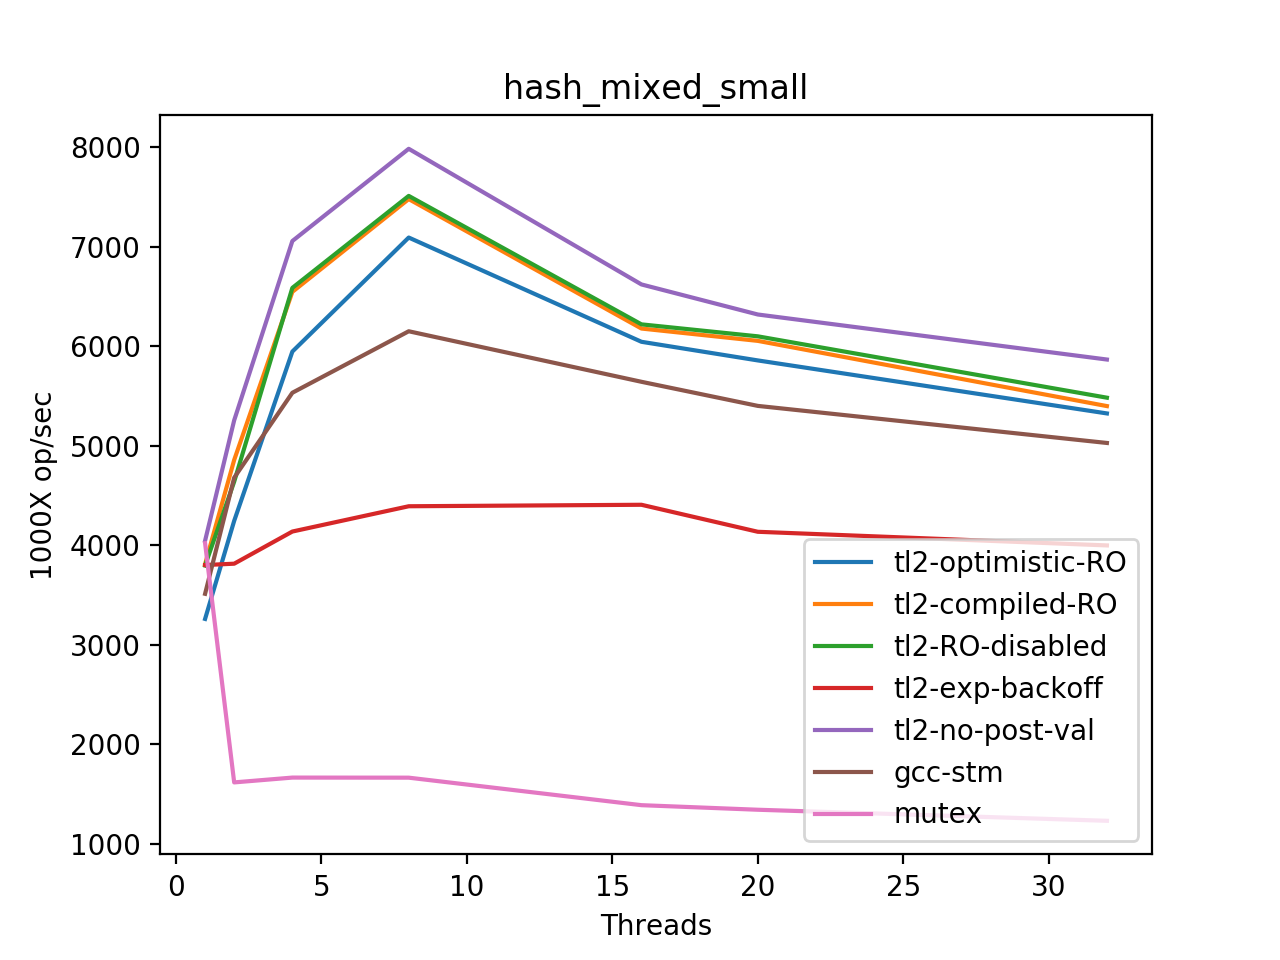 hash_mixed_small
8000
7000
6000
5000
4000
3000
2000
1000
1000X op/sec
0 5 10 15 20 25 30
Threads
tl2-optimistic-RO
tl2-compiled-RO
tl2-RO-disabled
tl2-exp-backoff
tl2-no-post-val
gcc-stm
mutex